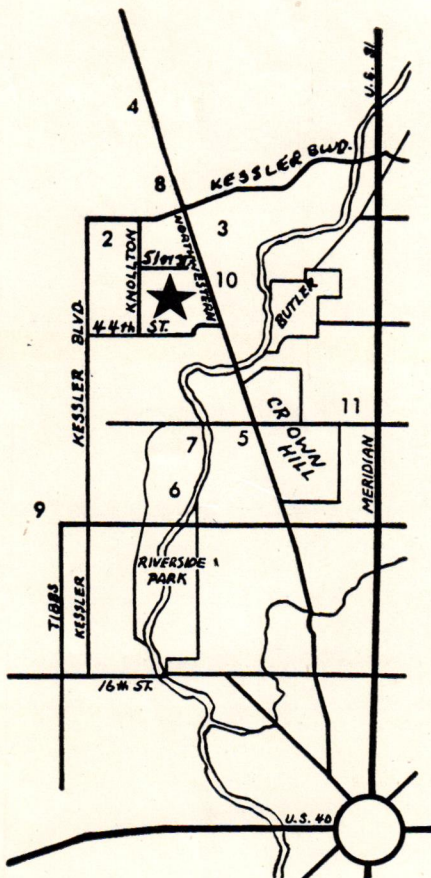 U.S. 31
4
8
KESSLER BLVD.
2
KNOLLTON
51st ST
NORTHWESTERN
3
10
BUTLER
44th ST.
KESSLER BLVD.
CROWN
HILL
11
7
5
6
MERIDIAN
9
RIVERSIDE
PARK
TIBBS
KESSLER
16th ST.
U.S. 40